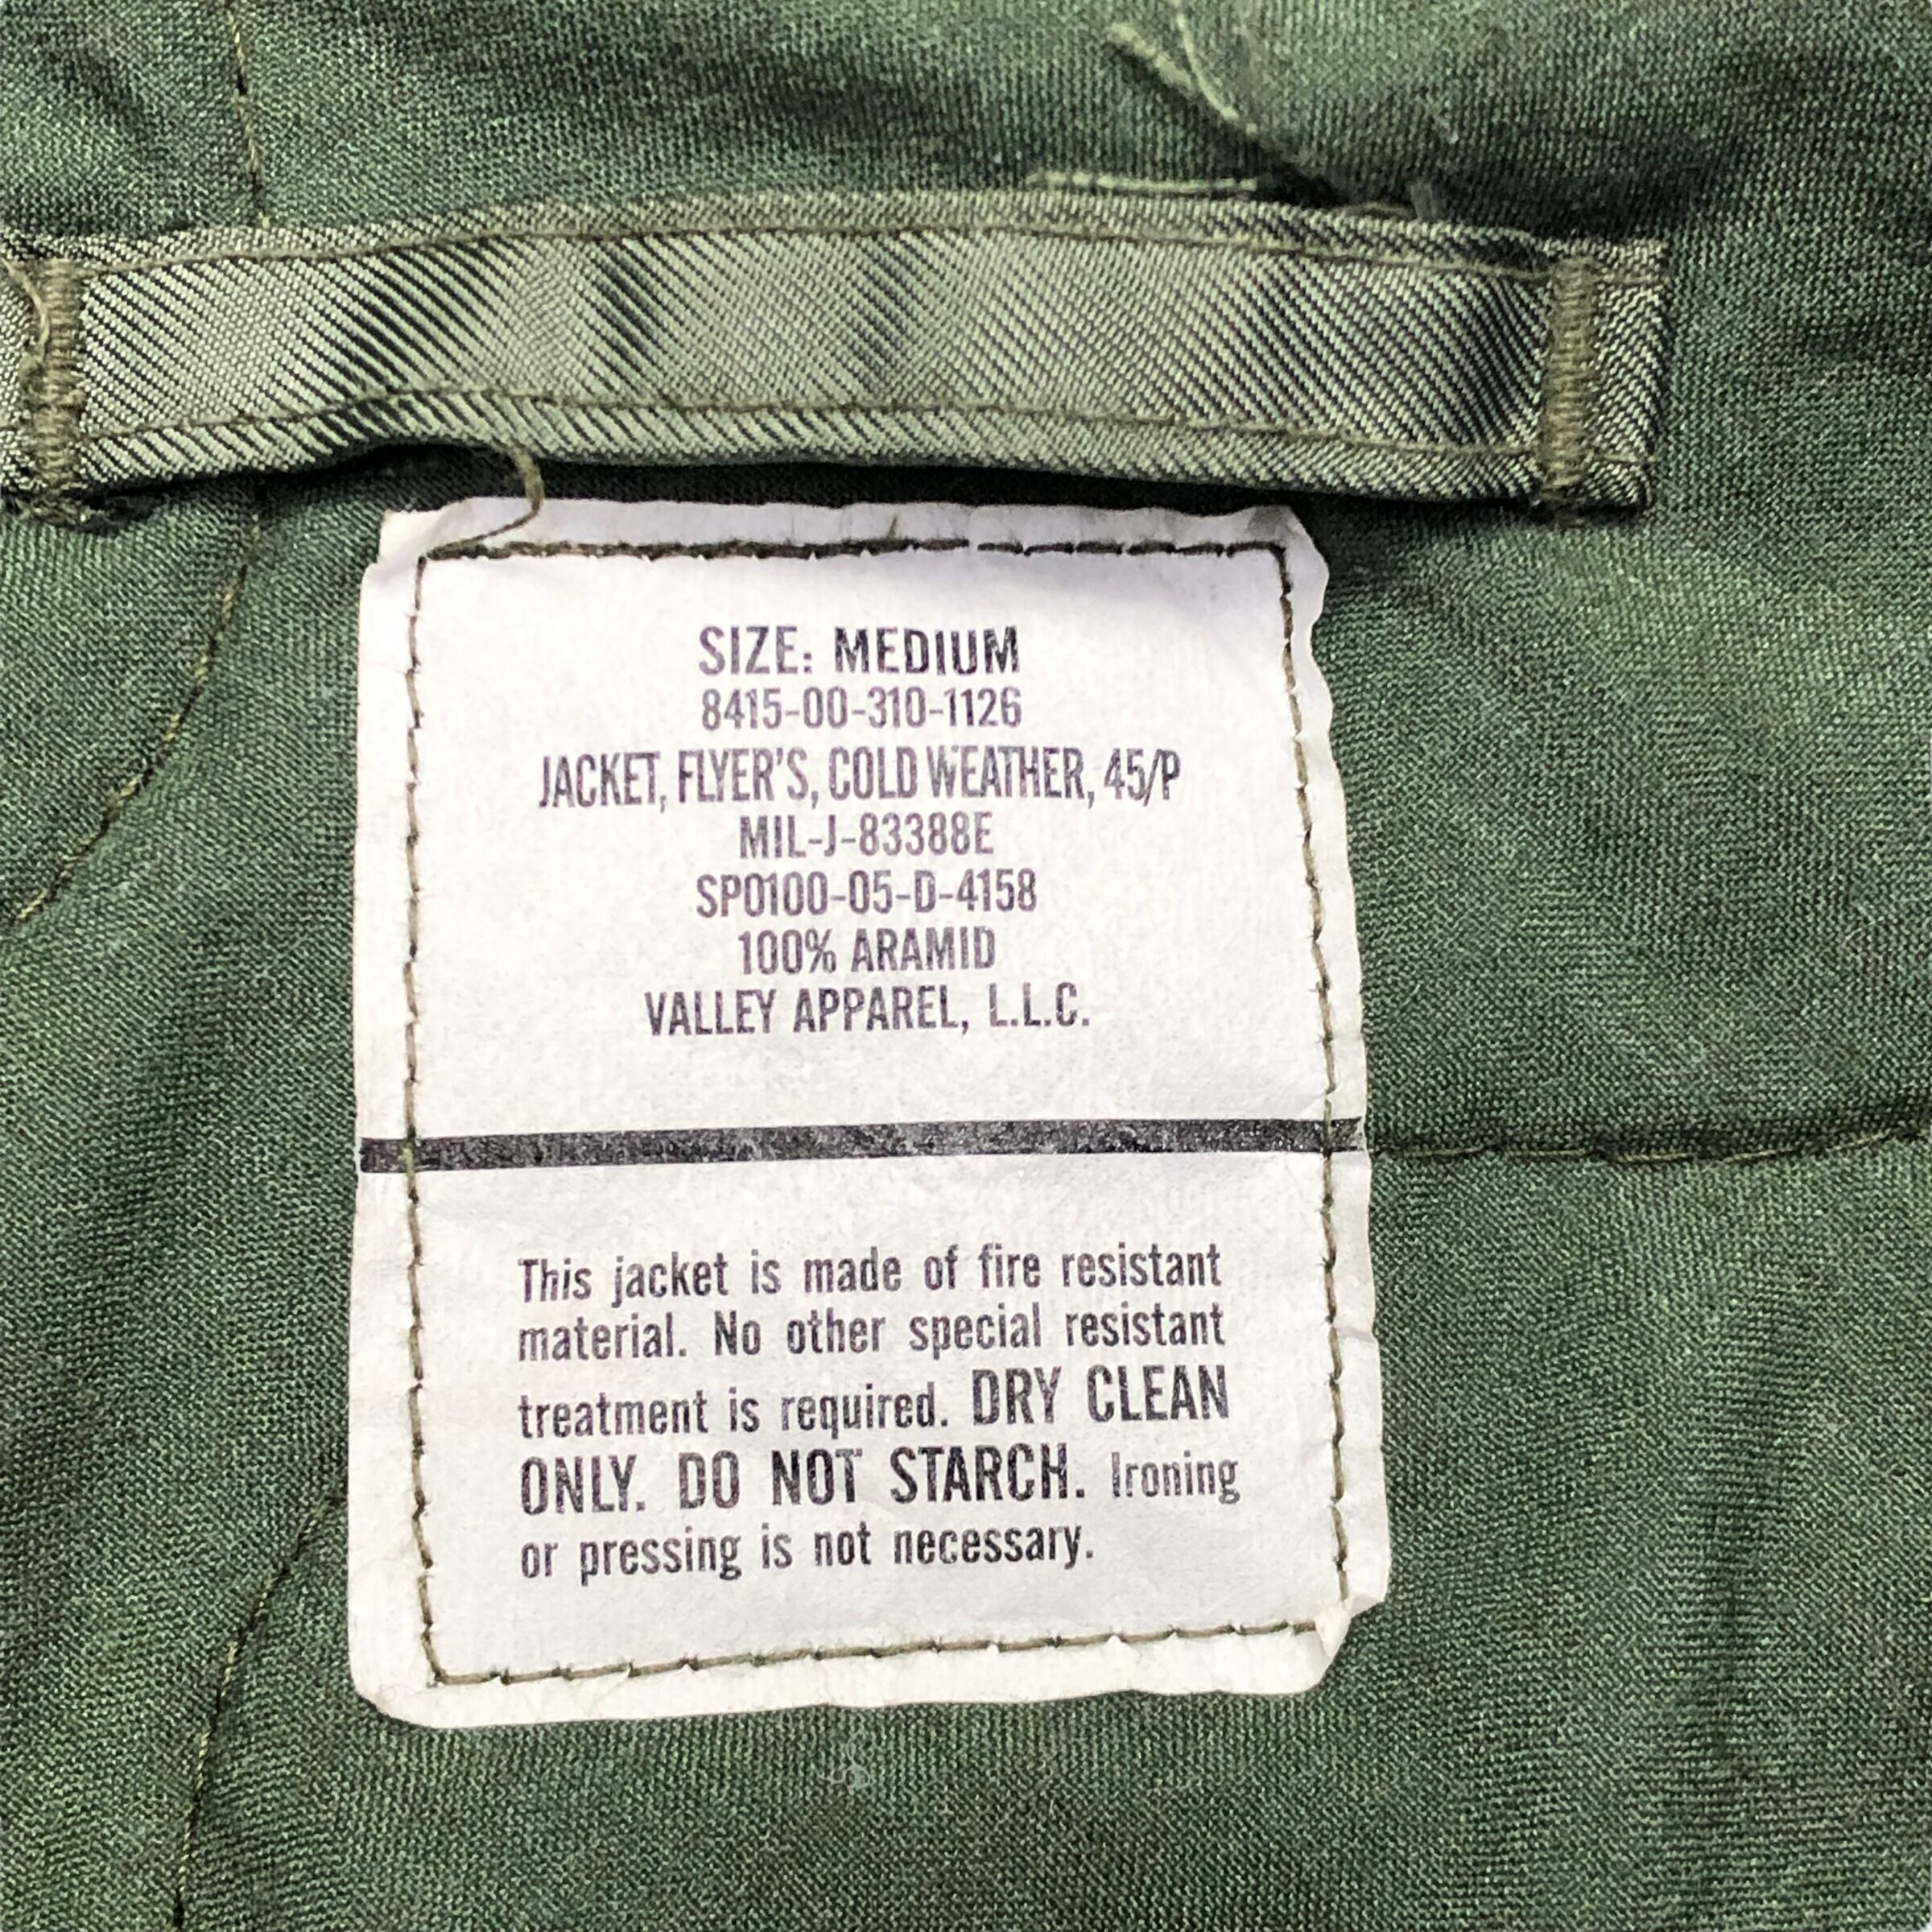 SIZE: MEDIUM
8415-00-310-1126
JACKET, FLYER'S, COLD WEATHER, 45/P
MIL-J-83388E
SPO100-05-D-4158
100% ARAMID
VALLEY APPAREL, L.L.C.
This jacket is made of fire resistant
material. No other special resistant
treatment is required. DRY CLEAN
ONLY. DO NOT STARCH. Ironing
or pressing is not necessary.